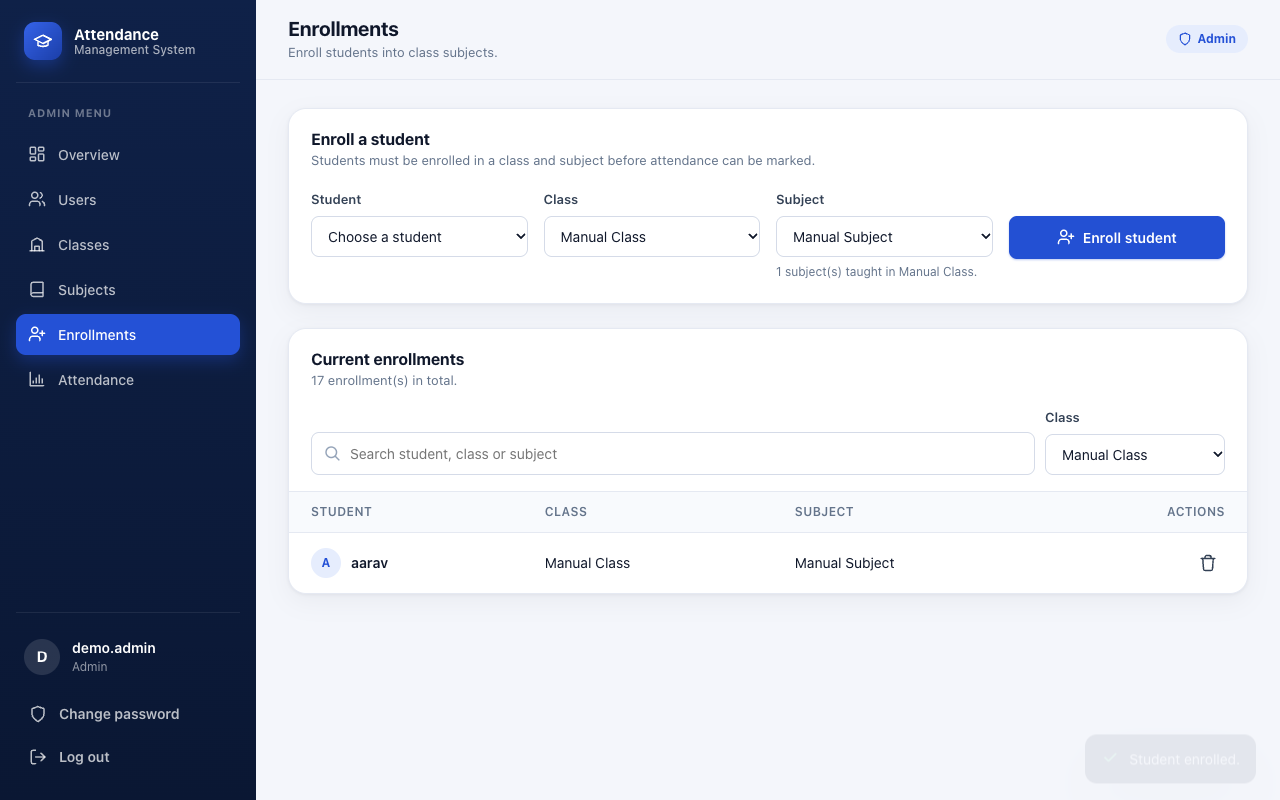 Attendance
Management System
ADMIN MENU
Overview
Users
Classes
Subjects
Enrollments
Attendance
D
demo.admin
Admin
Change password
Log out
Enrollments
Enroll students into class subjects.
Admin
Enroll a student
Students must be enrolled in a class and subject before attendance can be marked.
Student
Class
Subject
Choose a student
Manual Class
Manual Subject
Enroll student
1 subject(s) taught in Manual Class.
Current enrollments
17 enrollment(s) in total.
Class
Search student, class or subject
Manual Class
STUDENT CLASS SUBJECT ACTIONS
A aarav Manual Class Manual Subject
Student enrolled.